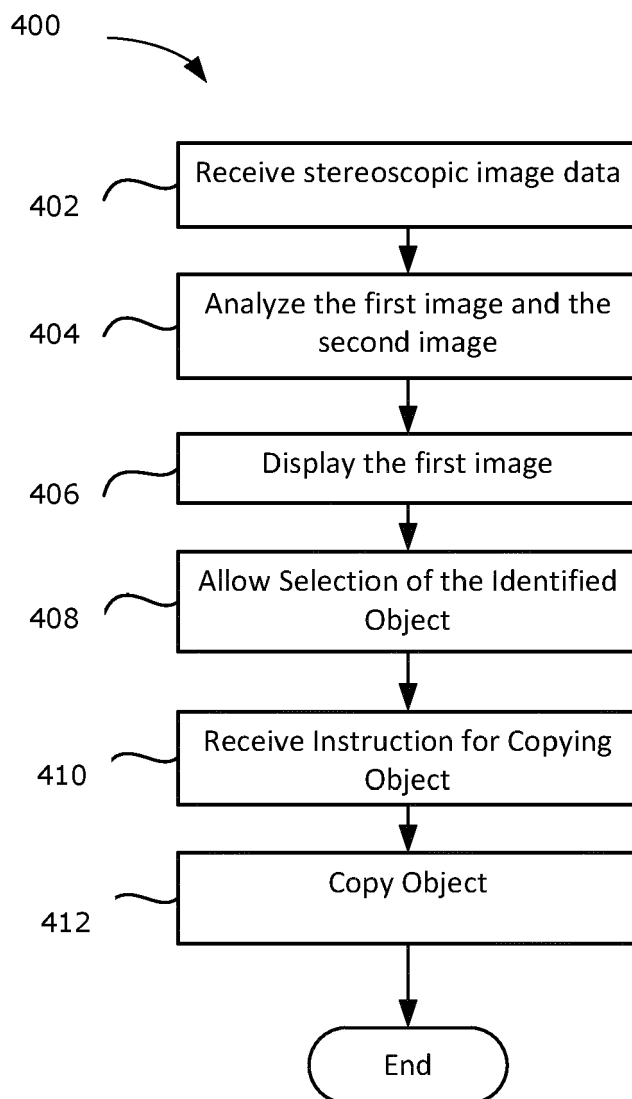 400
Receive stereoscopic image data
402
Analyze the first image and the
second image
404
Display the first image
406
Allow Selection of the Identified
Object
408
Receive Instruction for Copying
Object
410
Copy Object
412
End